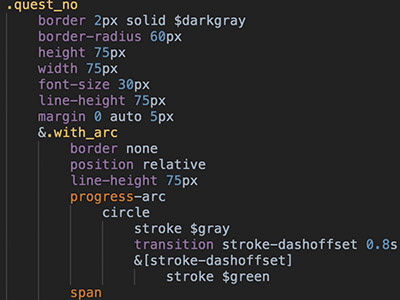 .quest_no
border 2px solid $darkgray
border-radius 60px
height 75px
width 75px
font-size 30px
line-height 75px
margin 0 auto 5px
&.with_arc
border none
position relative
line-height 75px
progress-arc
circle
stroke $gray
transition stroke-dashoffset 0.8s
&[stroke-dashoffset]
stroke $green
span